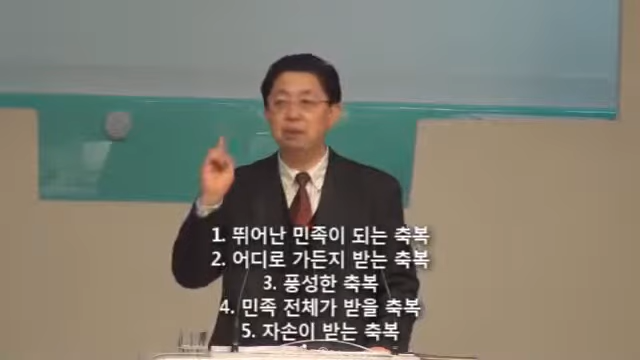 1. 뛰어난 민족이 되는 축복
2. 어디로 가든지 받는 축복
3. 풍성한 축복
4. 민족 전체가 받을 축복
5. 자손이 받는 축복